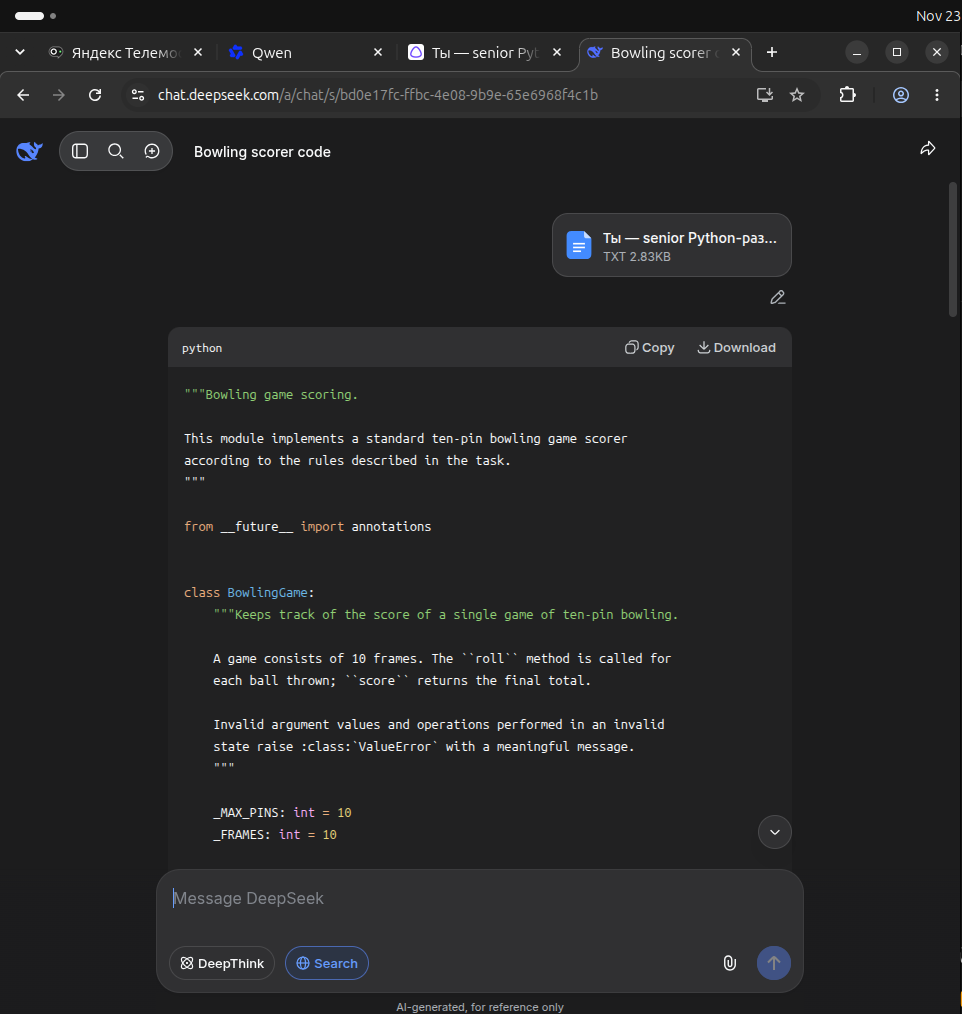 Nov 23
Яндекс Телемо
Qwen
Ты — senior Pyt
Bowling scorer
chat.deepseek.com/a/chat/s/bd0e17fc-ffbc-4e08-9b9e-65e6968f4c1b
Bowling scorer code
Ты — senior Python-раз...
TXT 2.83KB
python
Copy
Download
"""Bowling game scoring.
This module implements a standard ten-pin bowling game scorer
according to the rules described in the task.
"""
from __future__ import annotations
class BowlingGame:
"""Keeps track of the score of a single game of ten-pin bowling.
A game consists of 10 frames. The ``roll`` method is called for
each ball thrown; ``score`` returns the final total.
Invalid argument values and operations performed in an invalid
state raise :class:`ValueError` with a meaningful message.
"""
_MAX_PINS: int = 10
_FRAMES: int = 10
Message DeepSeek
DeepThink
Search
AI-generated, for reference only